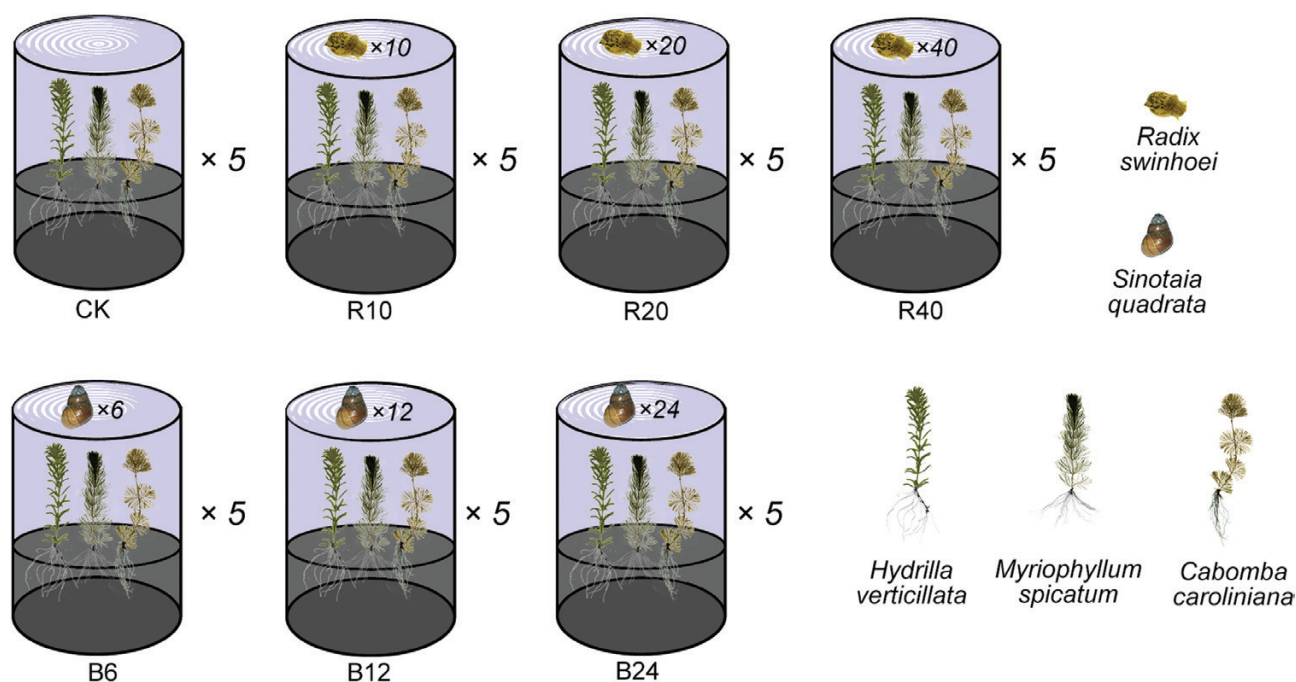 ×10
×20
×40
× 5
× 5
× 5
× 5
Radix
swinhoei
Sinotaia
quadrata
CK
R10
R20
R40
×6
×12
×24
× 5
× 5
× 5
Hydrilla
verticillata
Myriophyllum
spicatum
Cabomba
caroliniana
B6
B12
B24